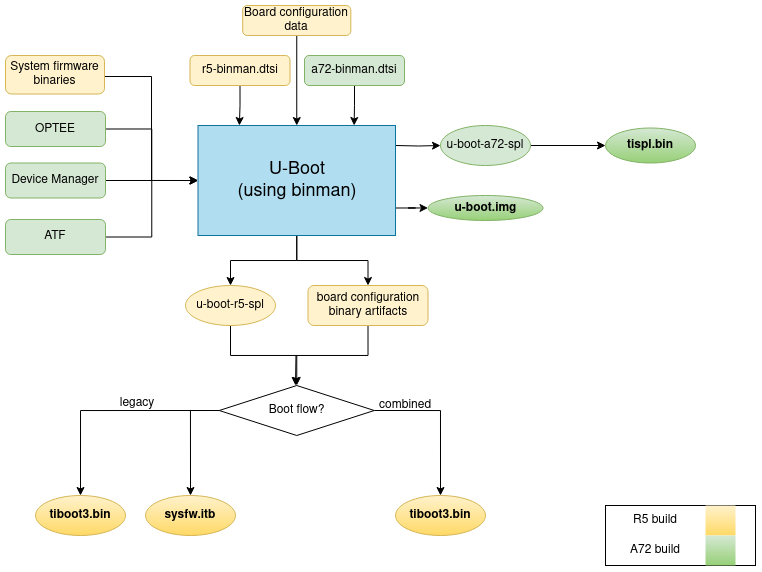 Board configuration
data
System firmware
binaries
r5-binman.dtsi
a72-binman.dtsi
OPTEE
Device Manager
ATF
U-Boot
(using binman)
u-boot-a72-spl
tispl.bin
u-boot.img
u-boot-r5-spl
board configuration
binary artifacts
legacy
Boot flow?
combined
tiboot3.bin
sysfw.itb
tiboot3.bin
R5 build
A72 build